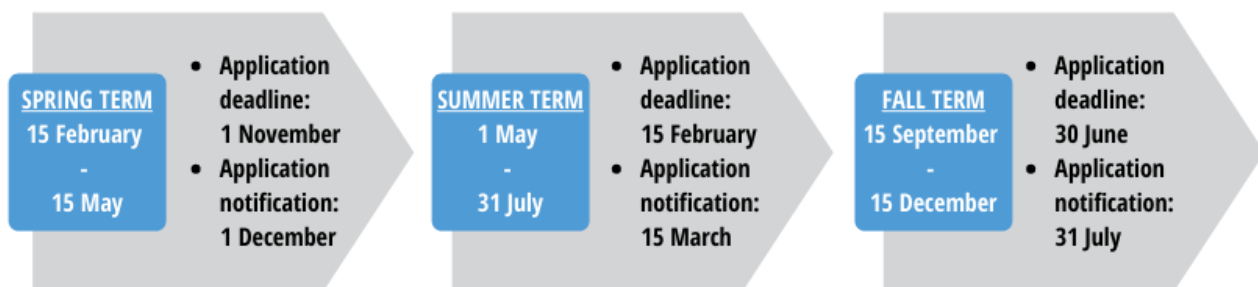 SPRING TERM
15 February
-
15 May
• Application
deadline:
1 November
• Application
notification:
1 December
SUMMER TERM
1 May
-
31 July
• Application
deadline:
15 February
• Application
notification:
15 March
FALL TERM
15 September
-
15 December
• Application
deadline:
30 June
• Application
notification:
31 July